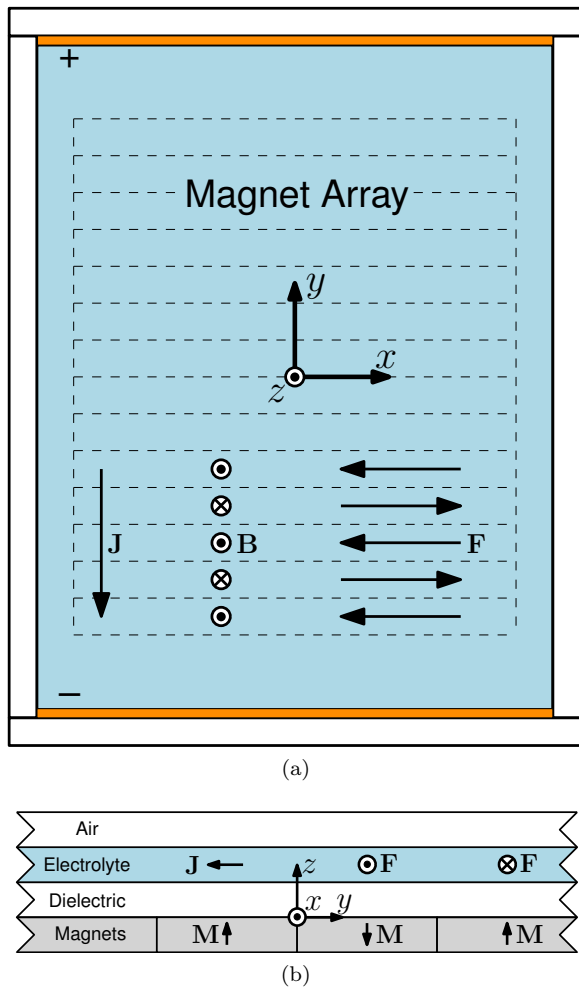 +
Magnet Array
y
x
z
J
B
F
−
(a)
Air
Electrolyte J z F F
Dielectric x y
Magnets M M M
(b)